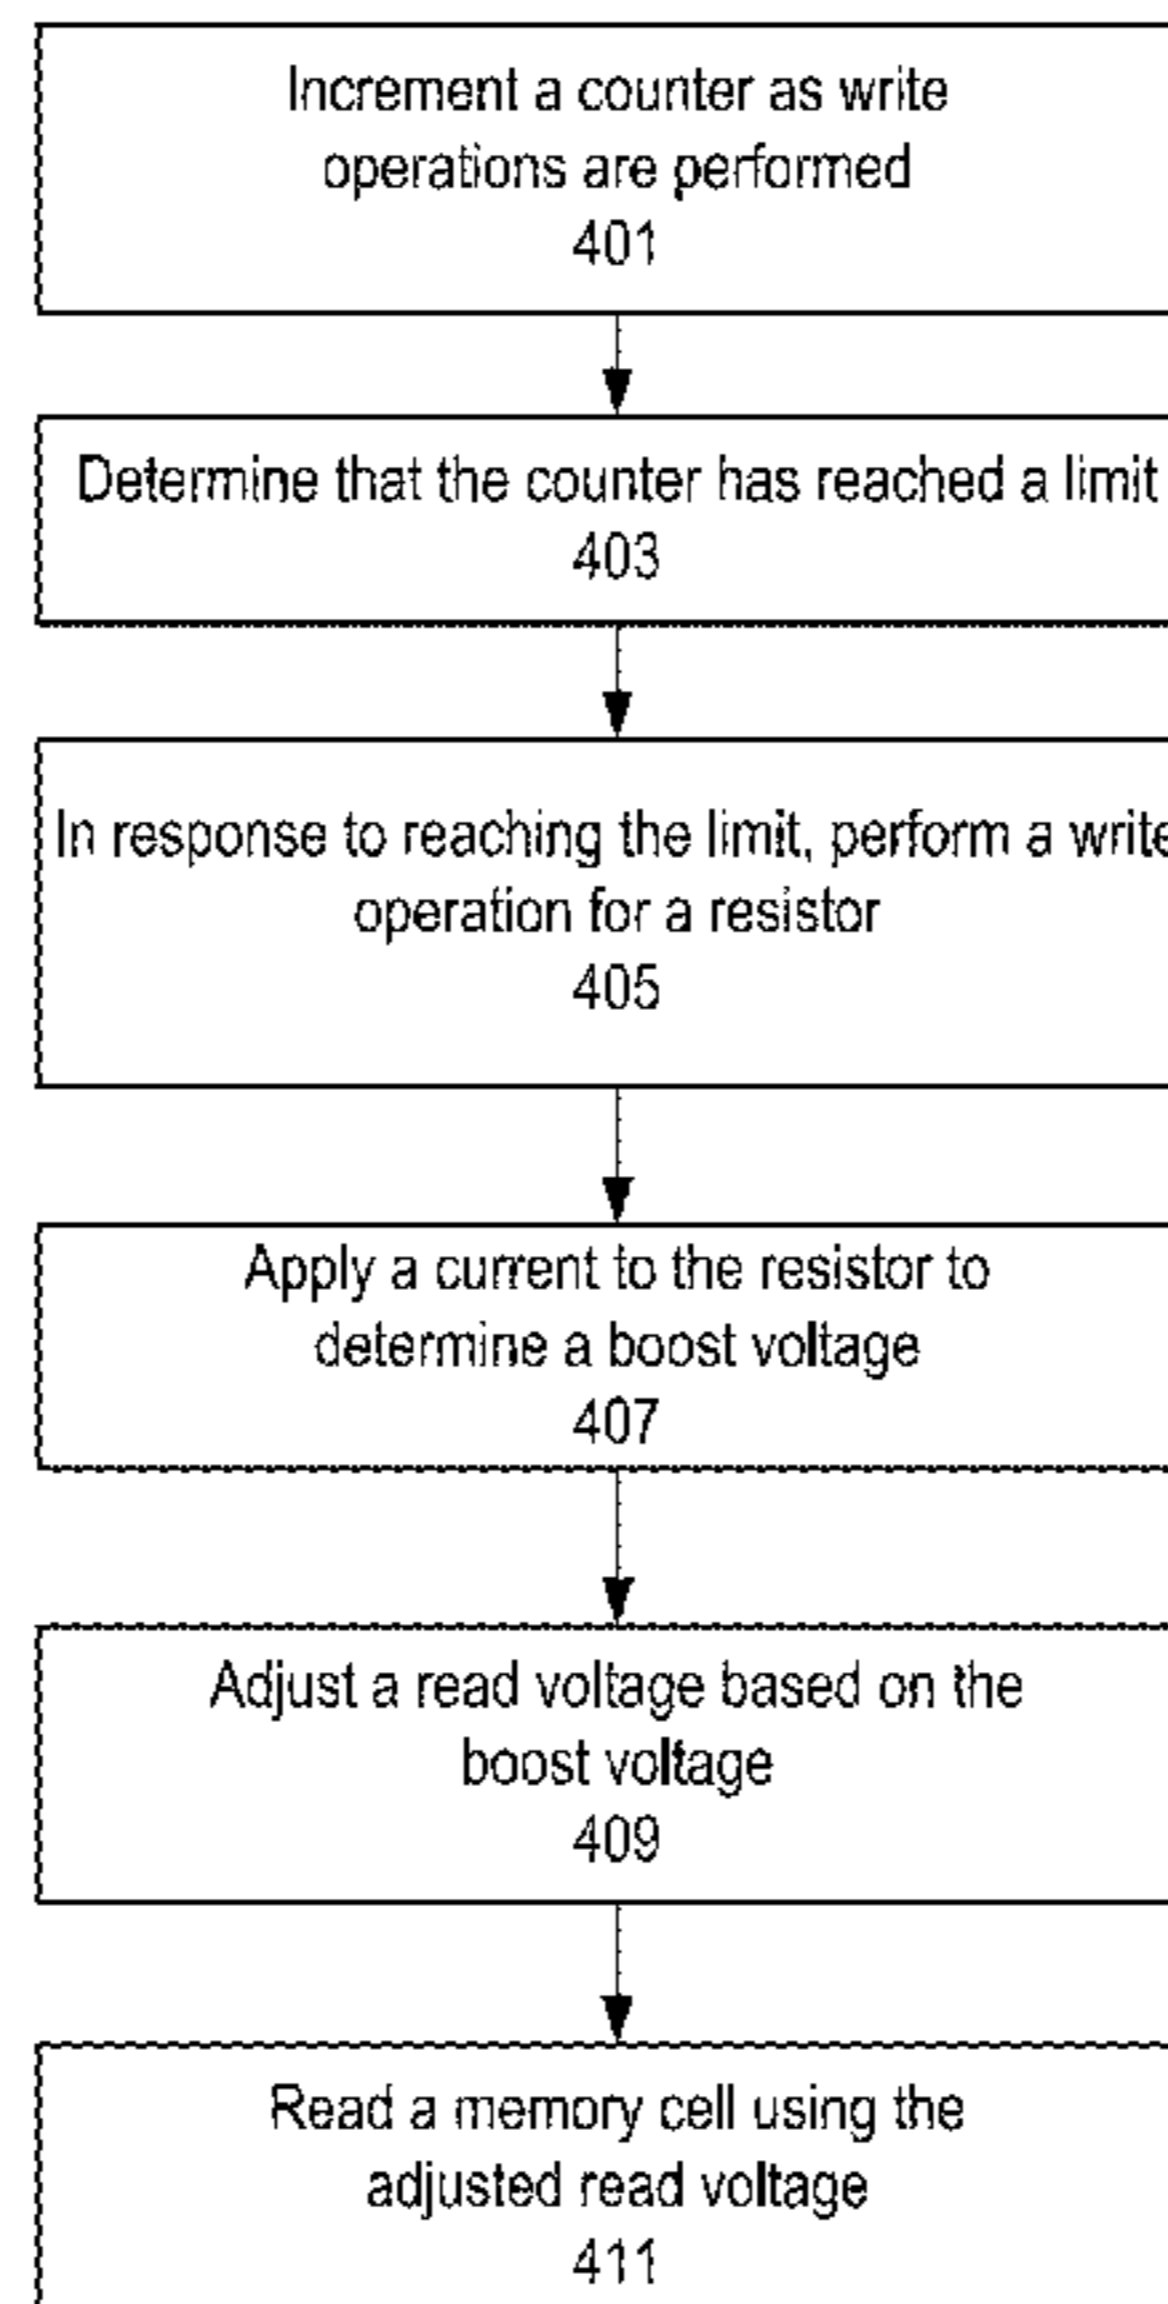 Increment a counter as write
operations are performed
401
Determine that the counter has reached a limit
403
In response to reaching the limit, perform a write
operation for a resistor
405
Apply a current to the resistor to
determine a boost voltage
407
Adjust a read voltage based on the
boost voltage
409
Read a memory cell using the
adjusted read voltage
411